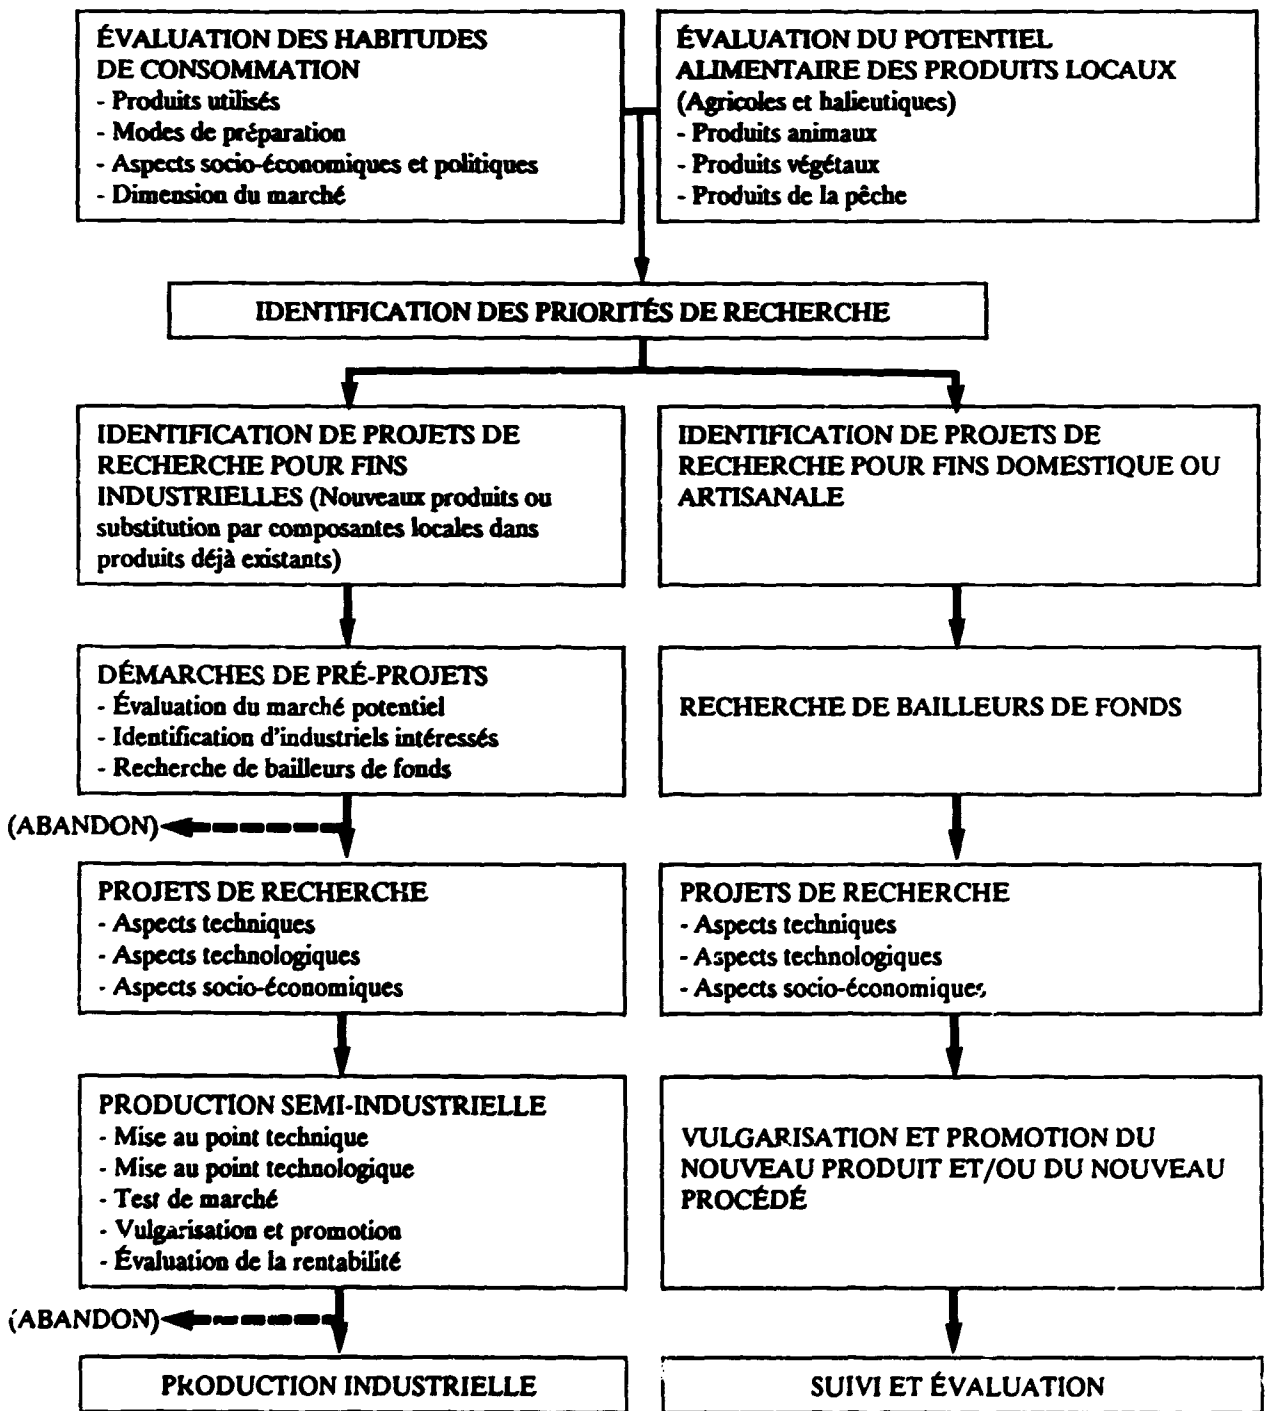 ÉVALUATION DES HABITUDES
DE CONSOMMATION
- Produits utilisés
- Modes de préparation
- Aspects socio-économiques et politiques
- Dimension du marché
ÉVALUATION DU POTENTIEL
ALIMENTAIRE DES PRODUITS LOCAUX
(Agricoles et halieutiques)
- Produits animaux
- Produits végétaux
- Produits de la pêche
IDENTIFICATION DES PRIORITÉS DE RECHERCHE
IDENTIFICATION DE PROJETS DE
RECHERCHE POUR FINS
INDUSTRIELLES (Nouveaux produits ou
substitution par composantes locales dans
produits déjà existants)
IDENTIFICATION DE PROJETS DE
RECHERCHE POUR FINS DOMESTIQUE OU
ARTISANALE
DÉMARCHES DE PRÉ-PROJETS
- Évaluation du marché potentiel
- Identification d'industriels intéressés
- Recherche de bailleurs de fonds
RECHERCHE DE BAILLEURS DE FONDS
(ABANDON)
PROJETS DE RECHERCHE
- Aspects techniques
- Aspects technologiques
- Aspects socio-économiques
PROJETS DE RECHERCHE
- Aspects techniques
- Aspects technologiques
- Aspects socio-économiques
PRODUCTION SEMI-INDUSTRIELLE
- Mise au point technique
- Mise au point technologique
- Test de marché
- Vulgarisation et promotion
- Évaluation de la rentabilité
VULGARISATION ET PROMOTION DU
NOUVEAU PRODUIT ET/OU DU NOUVEAU
PROCÉDÉ
(ABANDON)
PRODUCTION INDUSTRIELLE
SUIVI ET ÉVALUATION